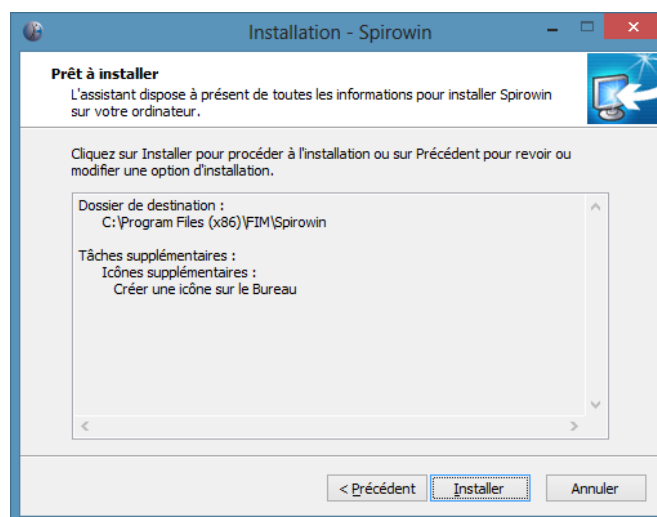 Installation - Spirowin
Prêt à installer
L'assistant dispose à présent de toutes les informations pour installer Spirowin
sur votre ordinateur.
Cliquez sur Installer pour procéder à l'installation ou sur Précédent pour revoir ou
modifier une option d'installation.
Dossier de destination :
C:\Program Files (x86)\FIM\Spirowin
Tâches supplémentaires :
Icônes supplémentaires :
Créer une icône sur le Bureau
< Précédent
Installer
Annuler